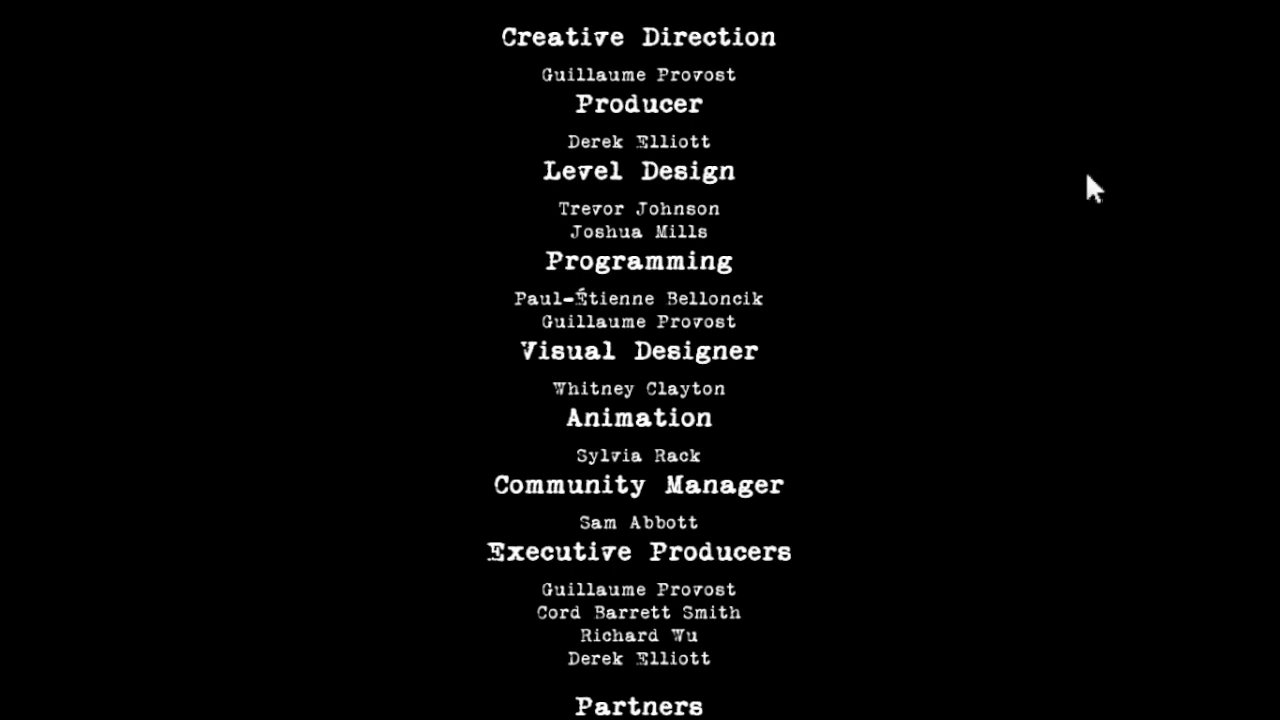 Creative Direction
Guillaume Provost
Producer
Derek Elliott
Level Design
Trevor Johnson
Joshua Mills
Programming
Paul-Étienne Belloncik
Guillaume Provost
Visual Designer
Whitney Clayton
Animation
Sylvia Rack
Community Manager
Sam Abbott
Executive Producers
Guillaume Provost
Cord Barrett Smith
Richard Wu
Derek Elliott
Partners